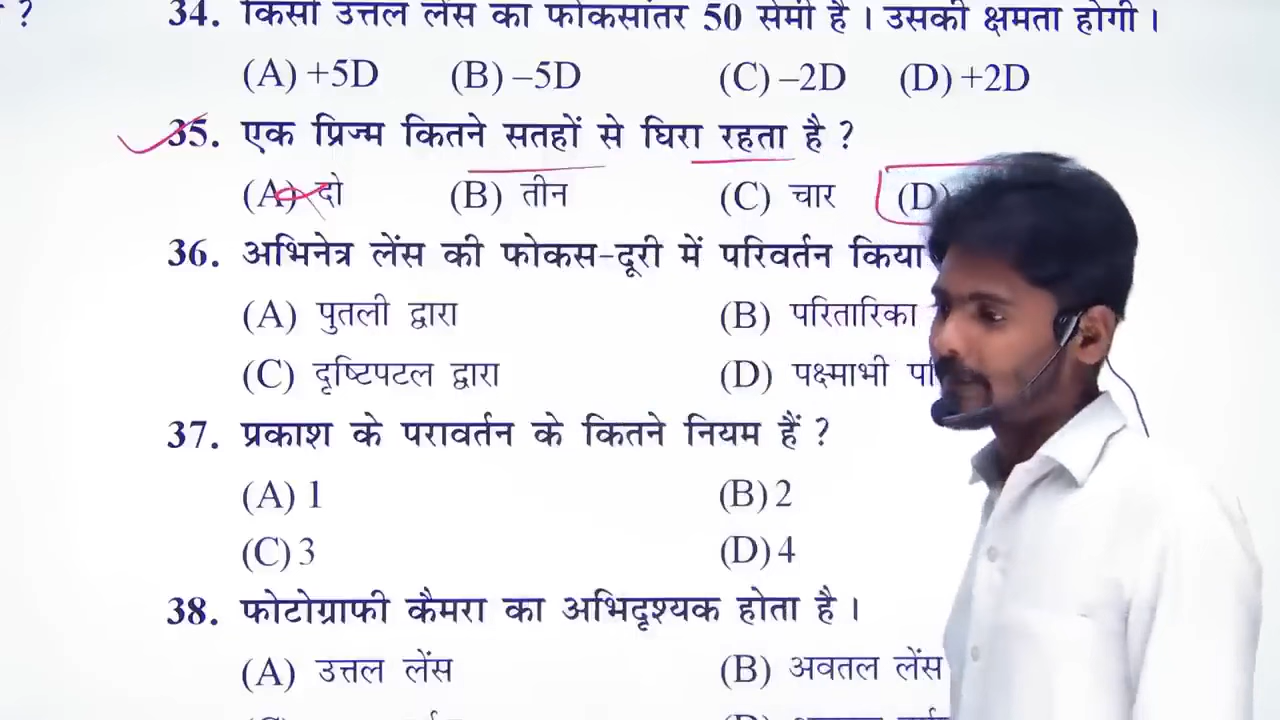 ?
34. किसी उत्तल लेंस का फोकसांतर 50 सेमी है । उसकी क्षमता होगी ।
(A) +5D (B) –5D (C) –2D (D) +2D
35. एक प्रिज्म कितने सतहों से घिरा रहता है ?
(A) दो (B) तीन (C) चार (D)
36. अभिनेत्र लेंस की फोकस-दूरी में परिवर्तन किया
(A) पुतली द्वारा (B) परितारिका
(C) दृष्टिपटल द्वारा (D) पक्ष्माभी
37. प्रकाश के परावर्तन के कितने नियम हैं ?
(A) 1 (B) 2
(C) 3 (D) 4
38. फोटोग्राफी कैमरा का अभिदृश्यक होता है ।
(A) उत्तल लेंस (B) अवतल लेंस